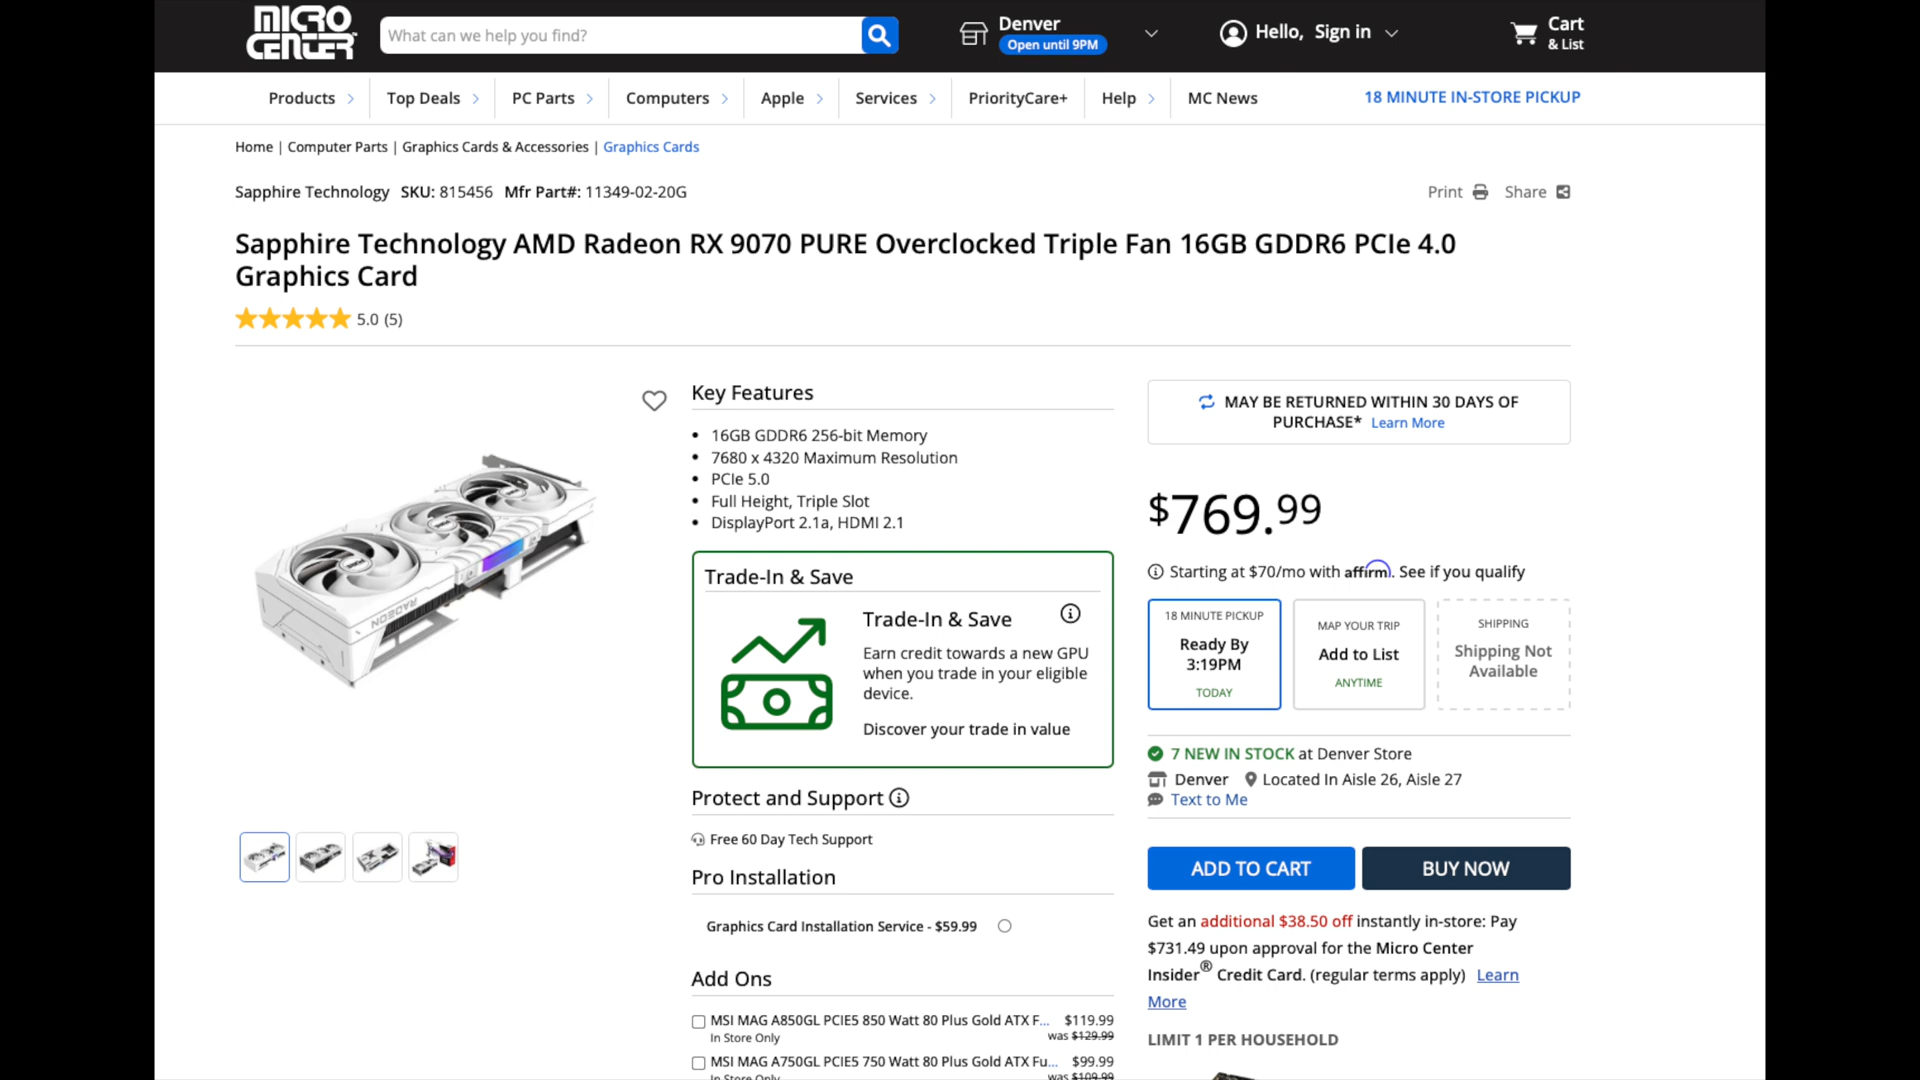 MICRO CENTER
What can we help you find?
Denver
Open until 9PM
Hello, Sign in
Cart
& List
Products
Top Deals
PC Parts
Computers
Apple
Services
PriorityCare+
Help
MC News
18 MINUTE IN-STORE PICKUP
Home | Computer Parts | Graphics Cards & Accessories | Graphics Cards
Sapphire Technology SKU: 815456 Mfr Part#: 11349-02-20G
Print
Share
Sapphire Technology AMD Radeon RX 9070 PURE Overclocked Triple Fan 16GB GDDR6 PCIe 4.0
Graphics Card
5.0 (5)
RADEON
Key Features
• 16GB GDDR6 256-bit Memory
• 7680 x 4320 Maximum Resolution
• PCIe 5.0
• Full Height, Triple Slot
• DisplayPort 2.1a, HDMI 2.1
Trade-In & Save
Trade-In & Save
Earn credit towards a new GPU
when you trade in your eligible
device.
Discover your trade in value
Protect and Support
Free 60 Day Tech Support
Pro Installation
Graphics Card Installation Service - $59.99
Add Ons
MSI MAG A850GL PCIE5 850 Watt 80 Plus Gold ATX F... $119.99
In Store Only was $129.99
MSI MAG A750GL PCIE5 750 Watt 80 Plus Gold ATX Fu... $99.99
In Store Only was $109.99
MAY BE RETURNED WITHIN 30 DAYS OF
PURCHASE* Learn More
$769.99
Starting at $70/mo with affirm. See if you qualify
18 MINUTE PICKUP
Ready By
3:19PM
TODAY
MAP YOUR TRIP
Add to List
ANYTIME
SHIPPING
Shipping Not
Available
7 NEW IN STOCK at Denver Store
Denver Located In Aisle 26, Aisle 27
Text to Me
ADD TO CART
BUY NOW
Get an additional $38.50 off instantly in-store: Pay
$731.49 upon approval for the Micro Center
Insider® Credit Card. (regular terms apply) Learn
More
LIMIT 1 PER HOUSEHOLD